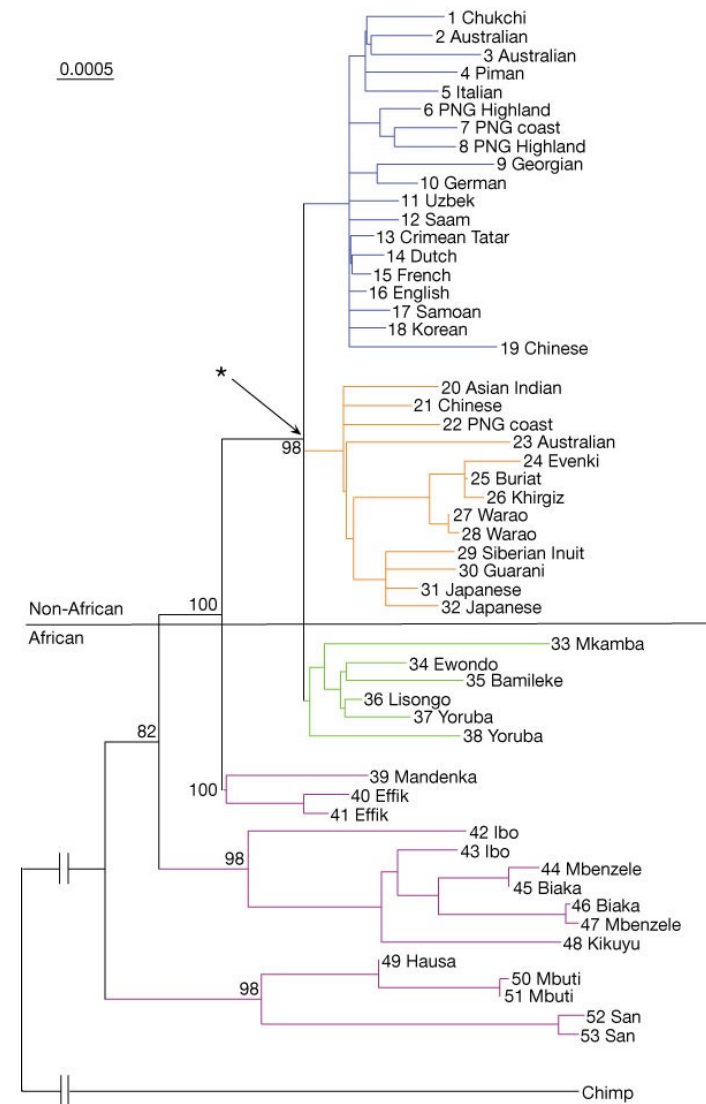 1 Chukchi
2 Australian
0.0005
3 Australian
4 Piman
5 Italian
6 PNG Highland
7 PNG coast
8 PNG Highland
9 Georgian
10 German
11 Uzbek
12 Saam
13 Crimean Tatar
14 Dutch
15 French
16 English
17 Samoan
18 Korean
19 Chinese
*
20 Asian Indian
21 Chinese
22 PNG coast
98
23 Australian
24 Evenki
25 Buriat
26 Khirgiz
27 Warao
28 Warao
29 Siberian Inuit
30 Guarani
31 Japanese
32 Japanese
Non-African
100
African
33 Mkamba
34 Ewondo
35 Bamileke
36 Lisongo
37 Yoruba
82
38 Yoruba
39 Mandenka
100
40 Effik
41 Effik
42 Ibo
98
43 Ibo
44 Mbenzele
45 Biaka
46 Biaka
47 Mbenzele
48 Kikuyu
49 Hausa
98
50 Mbuti
51 Mbuti
52 San
53 San
Chimp